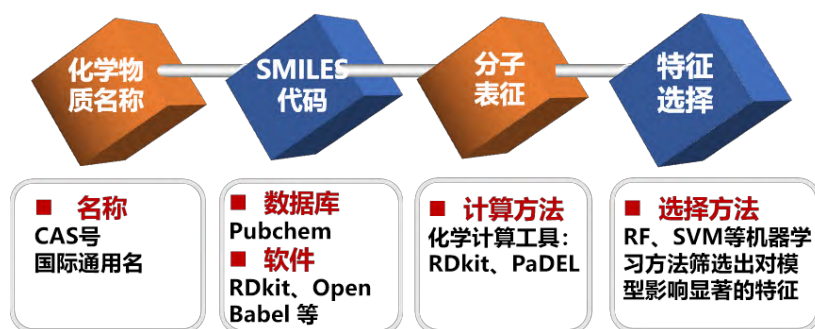 化学物
质名称
SMILES
代码
分子
表征
特征
选择
■ 名称
CAS号
国际通用名
■ 数据库
Pubchem
■ 软件
RDkit、Open
Babel 等
■ 计算方法
化学计算工具：
RDkit、PaDEL
■ 选择方法
RF、SVM等机器学
习方法筛选出对模
型影响显著的特征